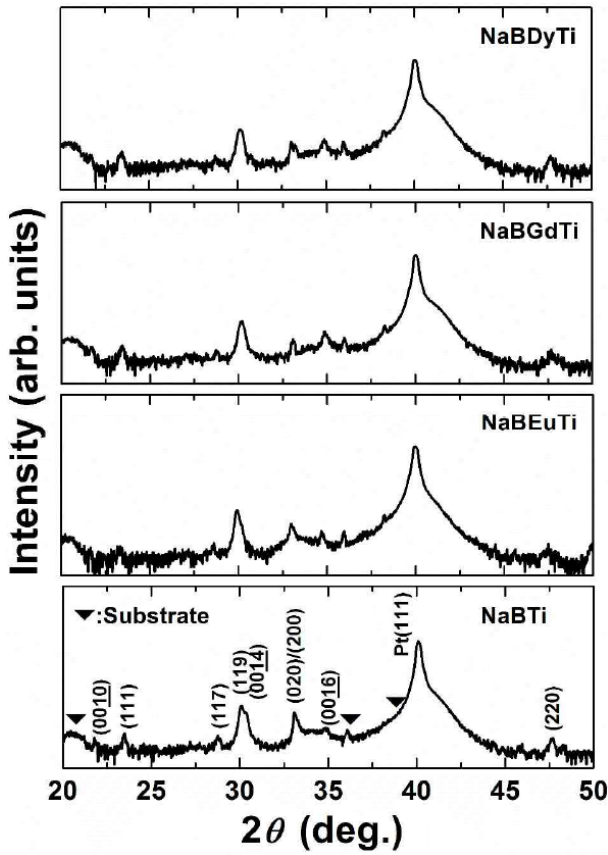 NaBDyTi
NaBGdTi
NaBEuTi
NaBTi
▼:Substrate
(0010)
(111)
(117)
(119)
(0014)
(020)/(200)
(0016)
Pt(111)
(220)
Intensity (arb. units)
20 25 30 35 40 45 50
2θ (deg.)